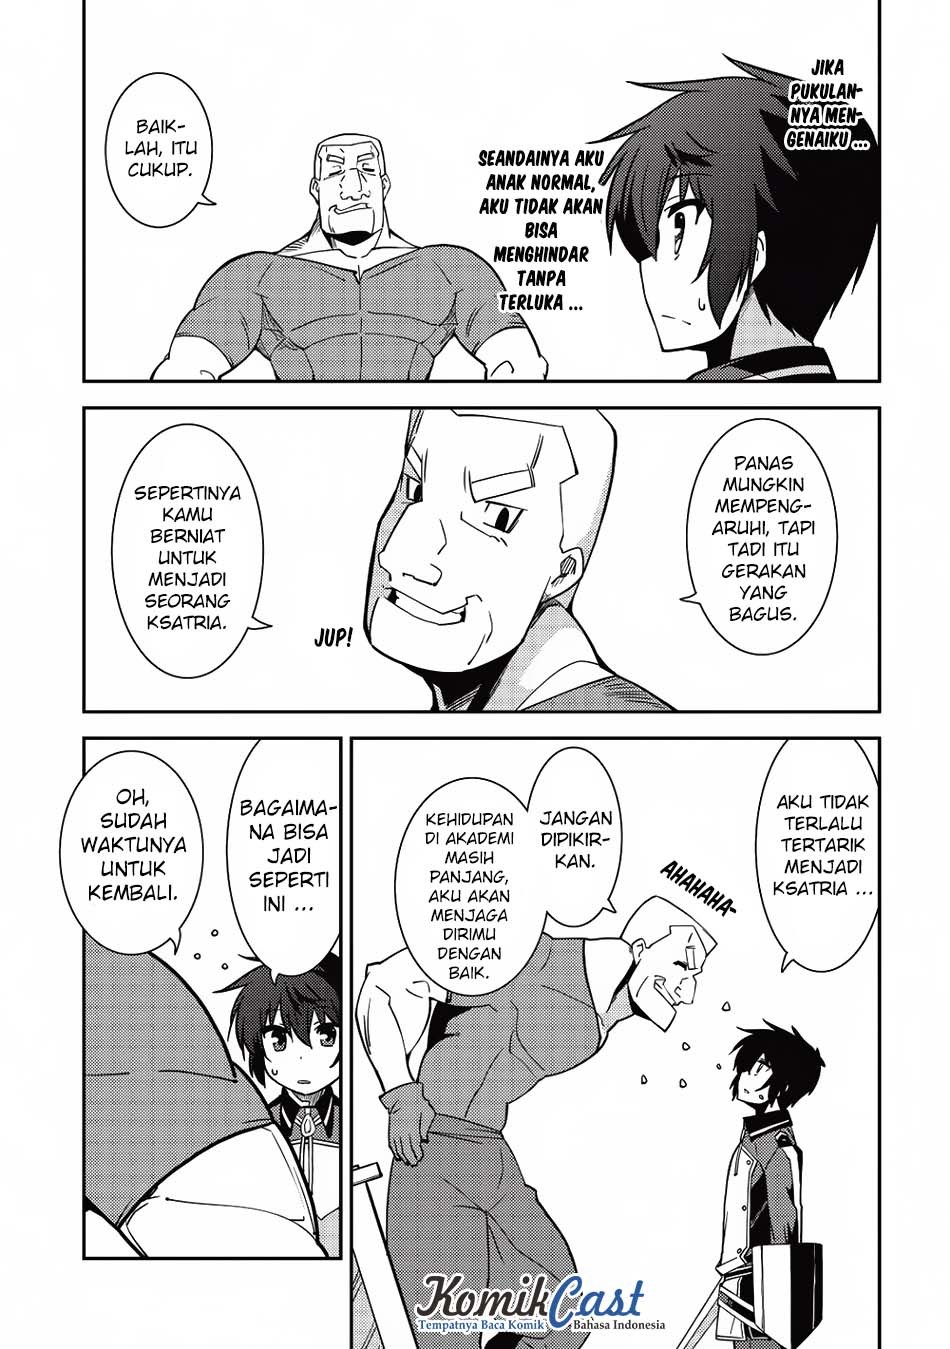 JIKA
PUKULAN-
NYA MEN-
GENAIKU ...
SEANDAINYA AKU
ANAK NORMAL,
AKU TIDAK AKAN
BISA
MENGHINDAR
TANPA
TERLUKA ...
BAIK-
LAH, ITU
CUKUP.
PANAS
MUNGKIN
MEMPENG-
ARUHI, TAPI
TADI ITU
GERAKAN
YANG
BAGUS.
SEPERTINYA
KAMU
BERNIAT
UNTUK
MENJADI
SEORANG
KSATRIA.
JUP!
AKU TIDAK
TERLALU
TERTARIK
MENJADI
KSATRIA ...
JANGAN
DIPIKIR-
KAN.
KEHIDUPAN
DI AKADEMI
MASIH
PANJANG,
AKU AKAN
MENJAGA
DIRIMU
DENGAN
BAIK.
AHAHAHA-
BAGAIMA-
NA BISA
JADI
SEPERTI
INI ...
OH,
SUDAH
WAKTUNYA
UNTUK
KEMBALI.
KomikCast
Tempatnya Baca Komik Bahasa Indonesia